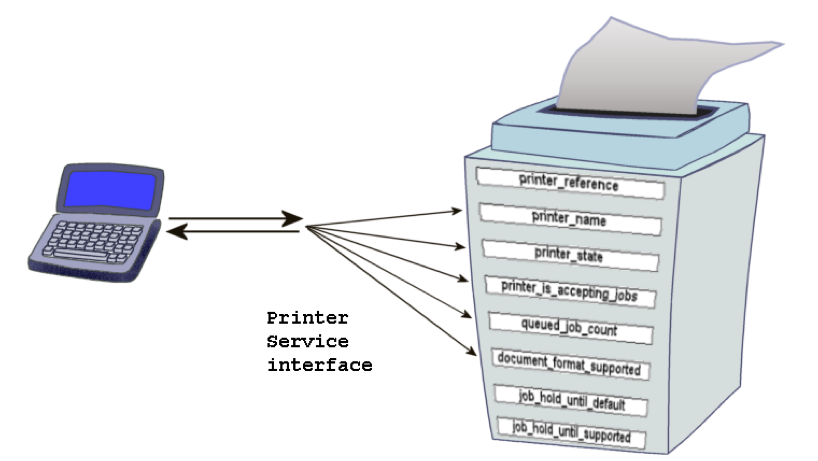 printer_reference
printer_name
printer_state
printer_is_accepting_jobs
queued_job_count
document_format_supported
job_hold_until_default
job_hold_until_supported
Printer
Service
interface